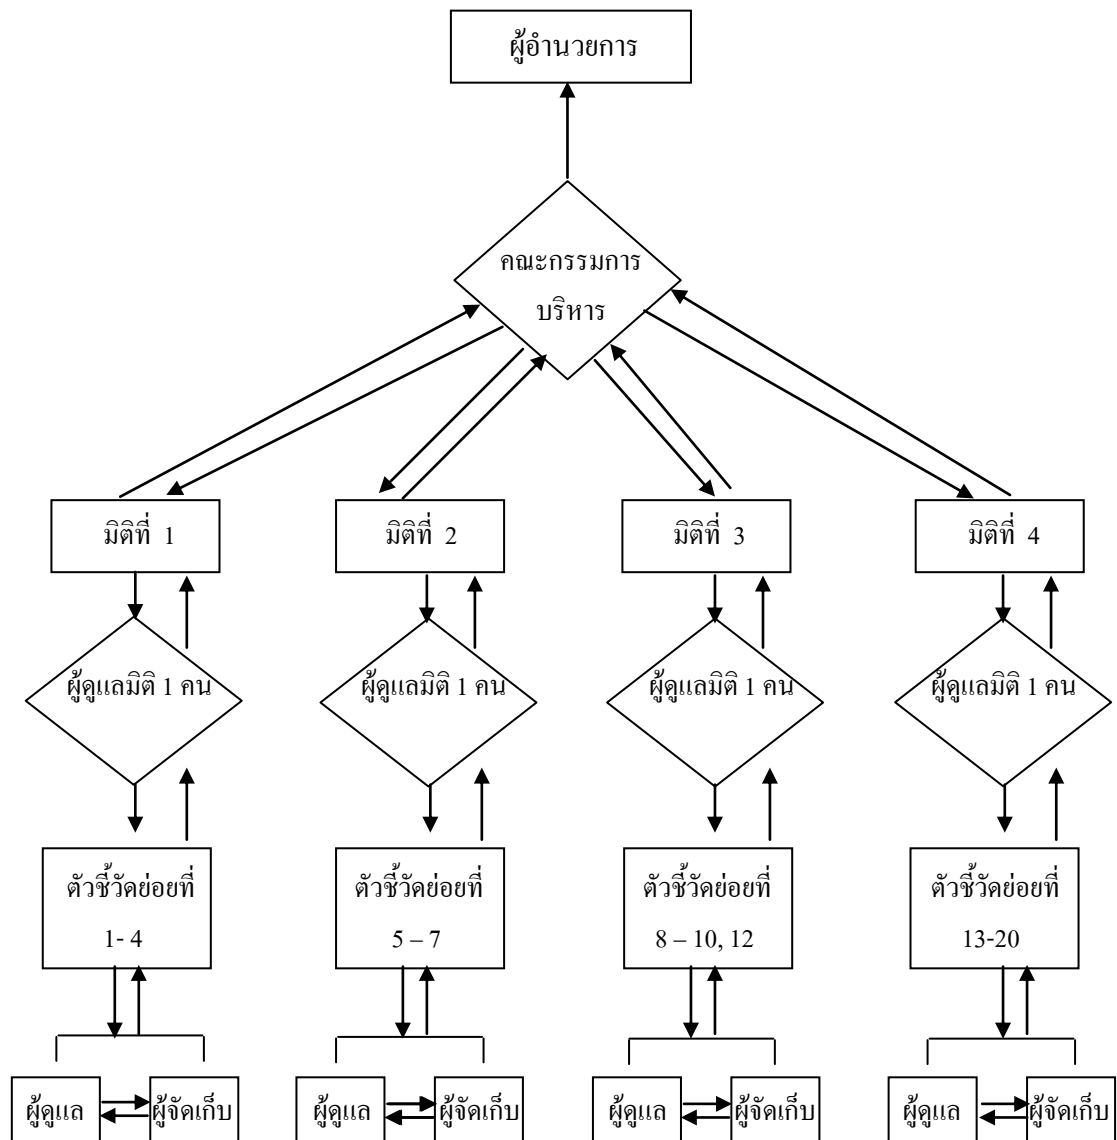 ผู้อำนวยการ
คณะกรรมการ
บริหาร
มิติที่ 1
มิติที่ 2
มิติที่ 3
มิติที่ 4
ผู้ดูแลมิติ 1 คน
ผู้ดูแลมิติ 1 คน
ผู้ดูแลมิติ 1 คน
ผู้ดูแลมิติ 1 คน
ตัวชี้วัดย่อยที่
1- 4
ตัวชี้วัดย่อยที่
5 – 7
ตัวชี้วัดย่อยที่
8 – 10, 12
ตัวชี้วัดย่อยที่
13-20
ผู้ดูแล
ผู้จัดเก็บ
ผู้ดูแล
ผู้จัดเก็บ
ผู้ดูแล
ผู้จัดเก็บ
ผู้ดูแล
ผู้จัดเก็บ